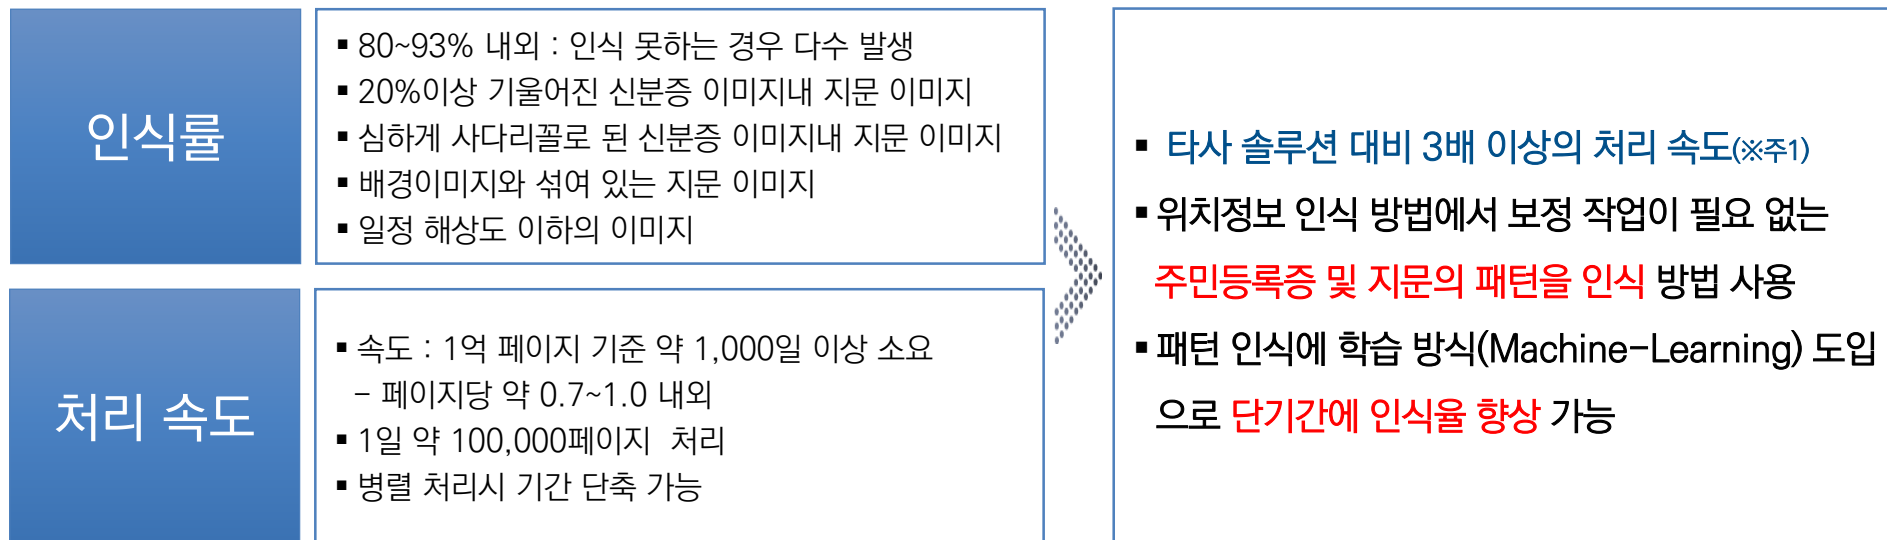 인식률
▪ 80~93% 내외 : 인식 못하는 경우 다수 발생
▪ 20%이상 기울어진 신분증 이미지내 지문 이미지
▪ 심하게 사다리꼴로 된 신분증 이미지내 지문 이미지
▪ 배경이미지와 섞여 있는 지문 이미지
▪ 일정 해상도 이하의 이미지
처리 속도
▪ 속도 : 1억 페이지 기준 약 1,000일 이상 소요
- 페이지당 약 0.7~1.0 내외
▪ 1일 약 100,000페이지 처리
▪ 병렬 처리시 기간 단축 가능
▪ 타사 솔루션 대비 3배 이상의 처리 속도(※주1)
▪ 위치정보 인식 방법에서 보정 작업이 필요 없는
주민등록증 및 지문의 패턴을 인식 방법 사용
▪ 패턴 인식에 학습 방식(Machine-Learning) 도입
으로 단기간에 인식율 향상 가능